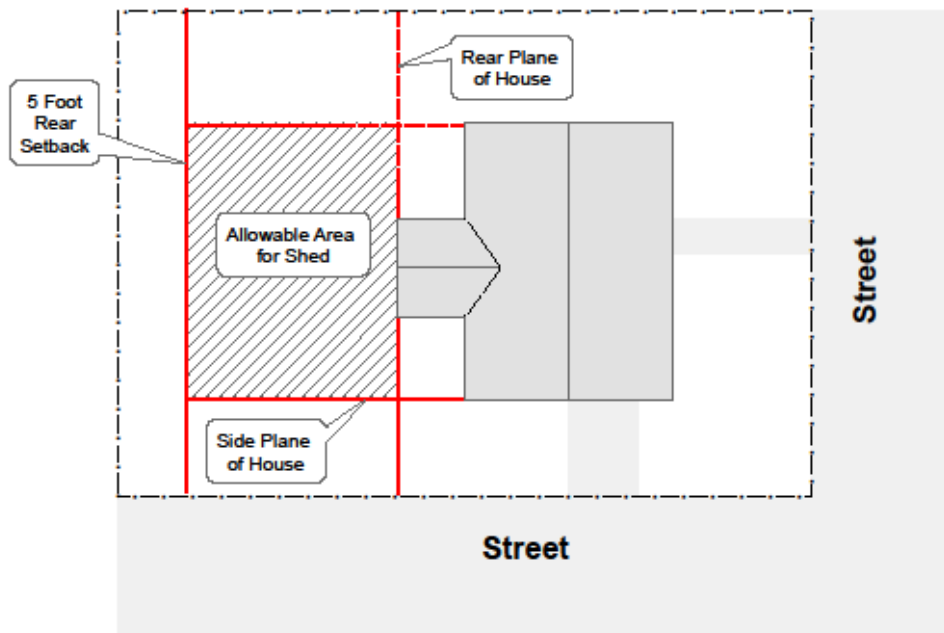 Rear Plane
of House
5 Foot
Rear
Setback
Allowable Area
for Shed
Street
Side Plane
of House
Street